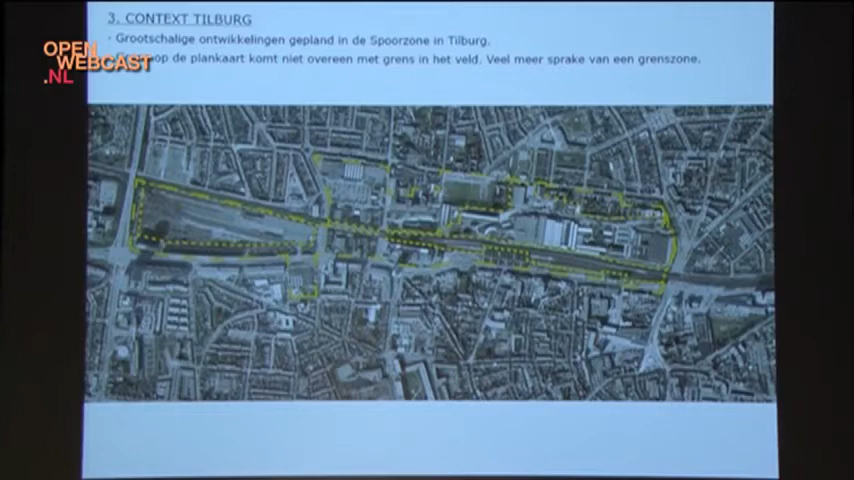 3. CONTEXT TILBURG
· Grootschalige ontwikkelingen gepland in de Spoorzone in Tilburg.
op de plankaart komt niet overeen met grens in het veld. Veel meer sprake van een grenszone.
OPEN
WEBCAST
.NL